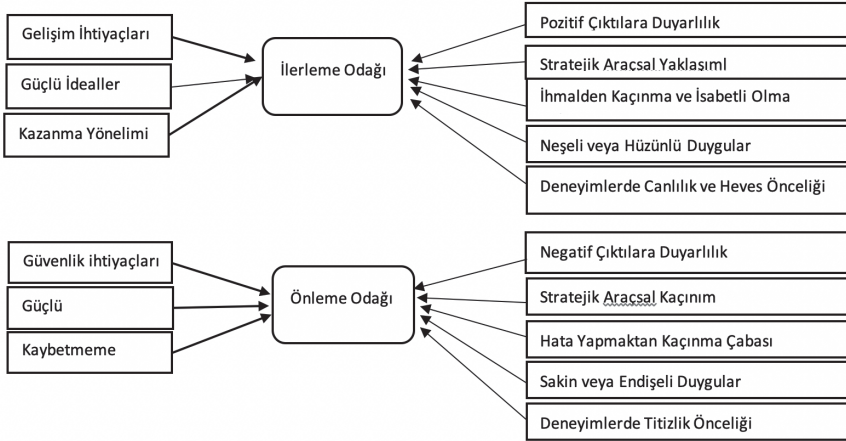 Gelişim İhtiyaçları
Güçlü İdealler
Kazanma Yönelimi
İlerleme Odağı
Pozitif Çıktılara Duyarlılık
Stratejik Araçsal Yaklaşıml
İhmalden Kaçınma ve İsabetli Olma
Neşeli veya Hüzünlü Duygular
Deneyimlerde Canlılık ve Heves Önceliği
Güvenlik ihtiyaçları
Güçlü
Kaybetmeme
Önleme Odağı
Negatif Çıktılara Duyarlılık
Stratejik Araçsal Kaçınım
Hata Yapmaktan Kaçınma Çabası
Sakin veya Endişeli Duygular
Deneyimlerde Titizlik Önceliği